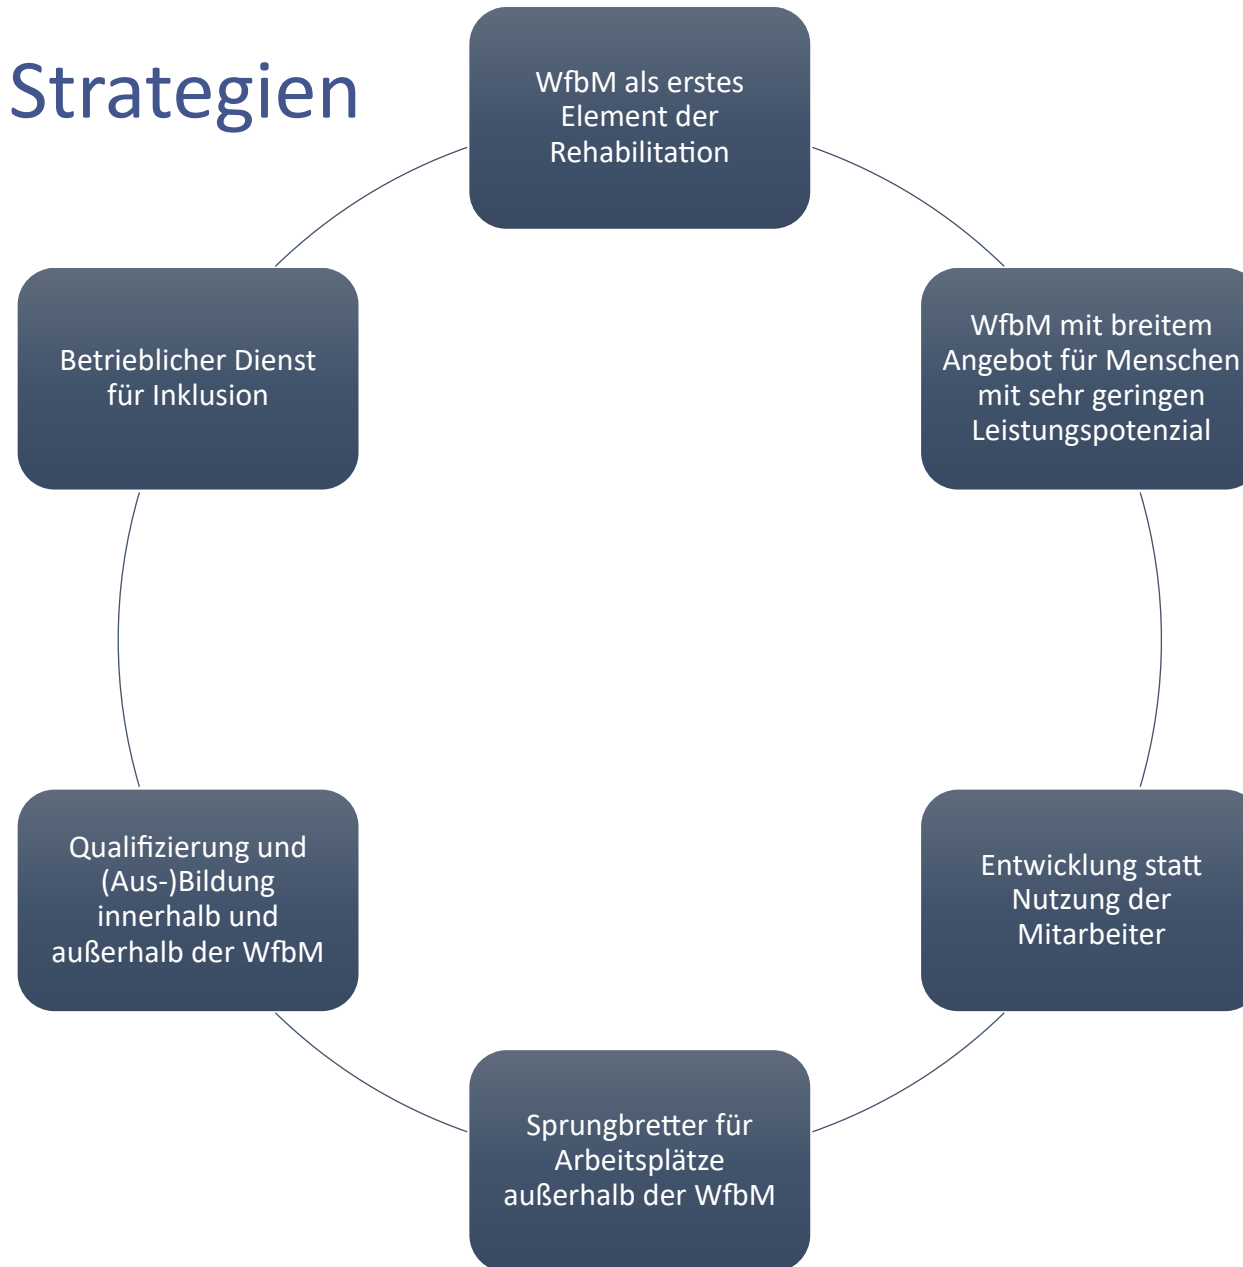 Strategien
WfbM als erstes
Element der
Rehabilitation
WfbM mit breitem
Angebot für Menschen
mit sehr geringen
Leistungspotenzial
Entwicklung statt
Nutzung der
Mitarbeiter
Sprungbretter für
Arbeitsplätze
außerhalb der WfbM
Qualifizierung und
(Aus-)Bildung
innerhalb und
außerhalb der WfbM
Betrieblicher Dienst
für Inklusion